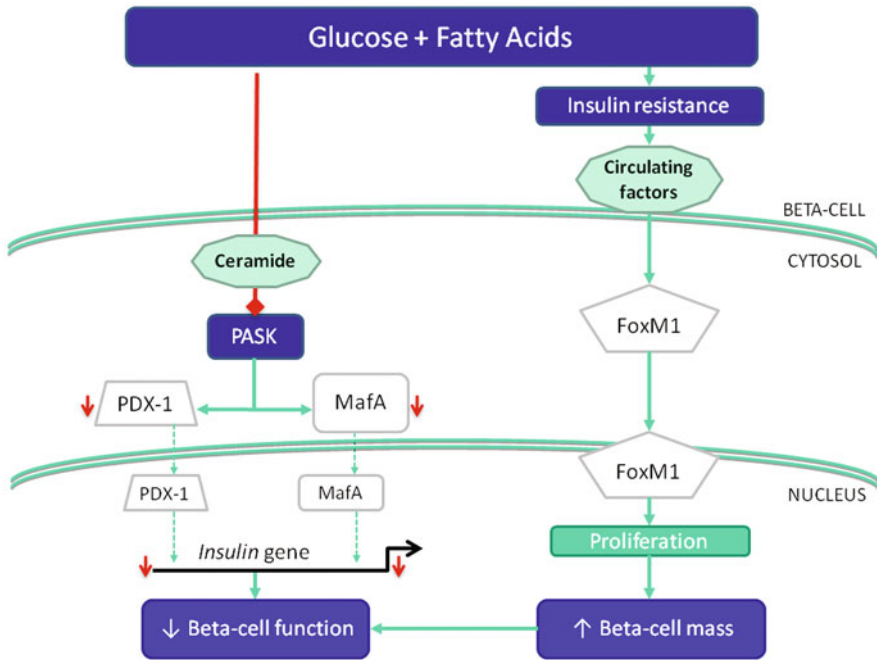 Glucose + Fatty Acids
Insulin resistance
Circulating
factors
BETA-CELL
Ceramide
CYTOSOL
PASK
FoxM1
PDX-1
MafA
FoxM1
PDX-1
MafA
NUCLEUS
Insulin gene
Proliferation
↓ Beta-cell function
↑ Beta-cell mass